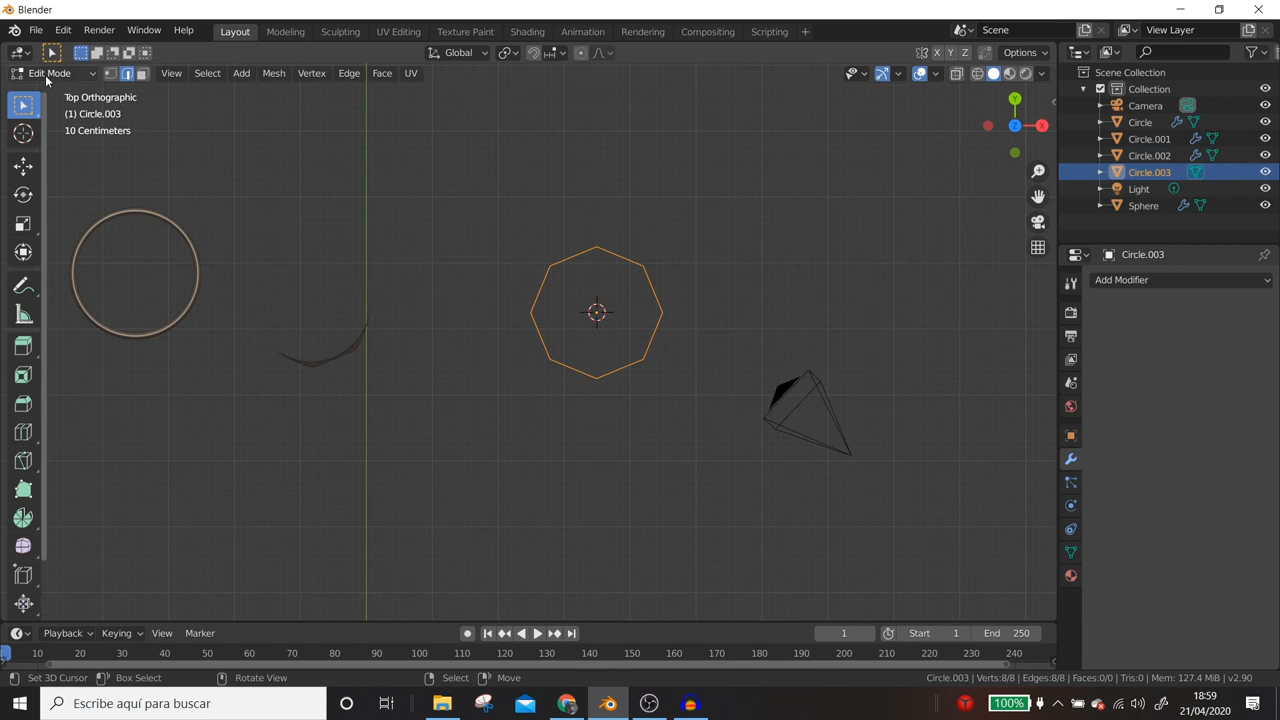 Blender
File Edit Render Window Help Layout Modeling Sculpting UV Editing Texture Paint Shading Animation Rendering Compositing Scripting + Scene View Layer
Global X Y Z Options
Edit Mode View Select Add Mesh Vertex Edge Face UV
Scene Collection
Collection
Camera
Circle
Circle.001
Circle.002
Circle.003
Light
Sphere
Top Orthographic
(1) Circle.003
10 Centimeters
Y
Z X
Circle.003
Add Modifier
Playback Keying View Marker 1 Start 1 End 250
10 20 30 40 50 60 70 80 90 100 110 120 130 140 150 160 170 180 190 200 210 220 230 240
Set 3D Cursor Box Select Rotate View Select Move Circle.003 | Verts:8/8 | Edges:8/8 | Faces:0/0 | Tris:0 | Mem: 127.4 MiB | v2.90
Escribe aquí para buscar 100% 18:59
21/04/2020